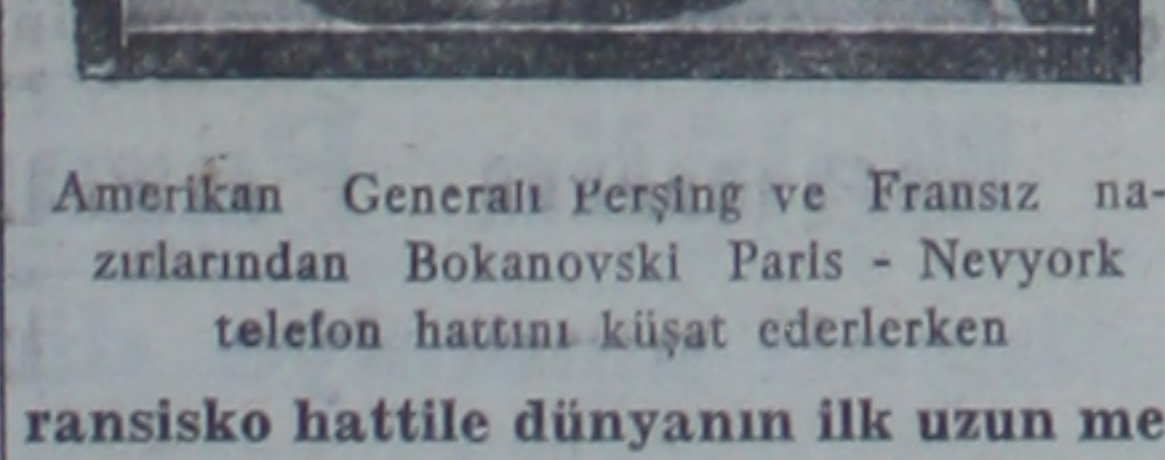 Amerikan Generalı Perşing ve Fransız na-
zırlarından Bokanovski Paris - Nevyork
telefon hattını küşat ederlerken
ransisko hattile dünyanın ilk uzun me